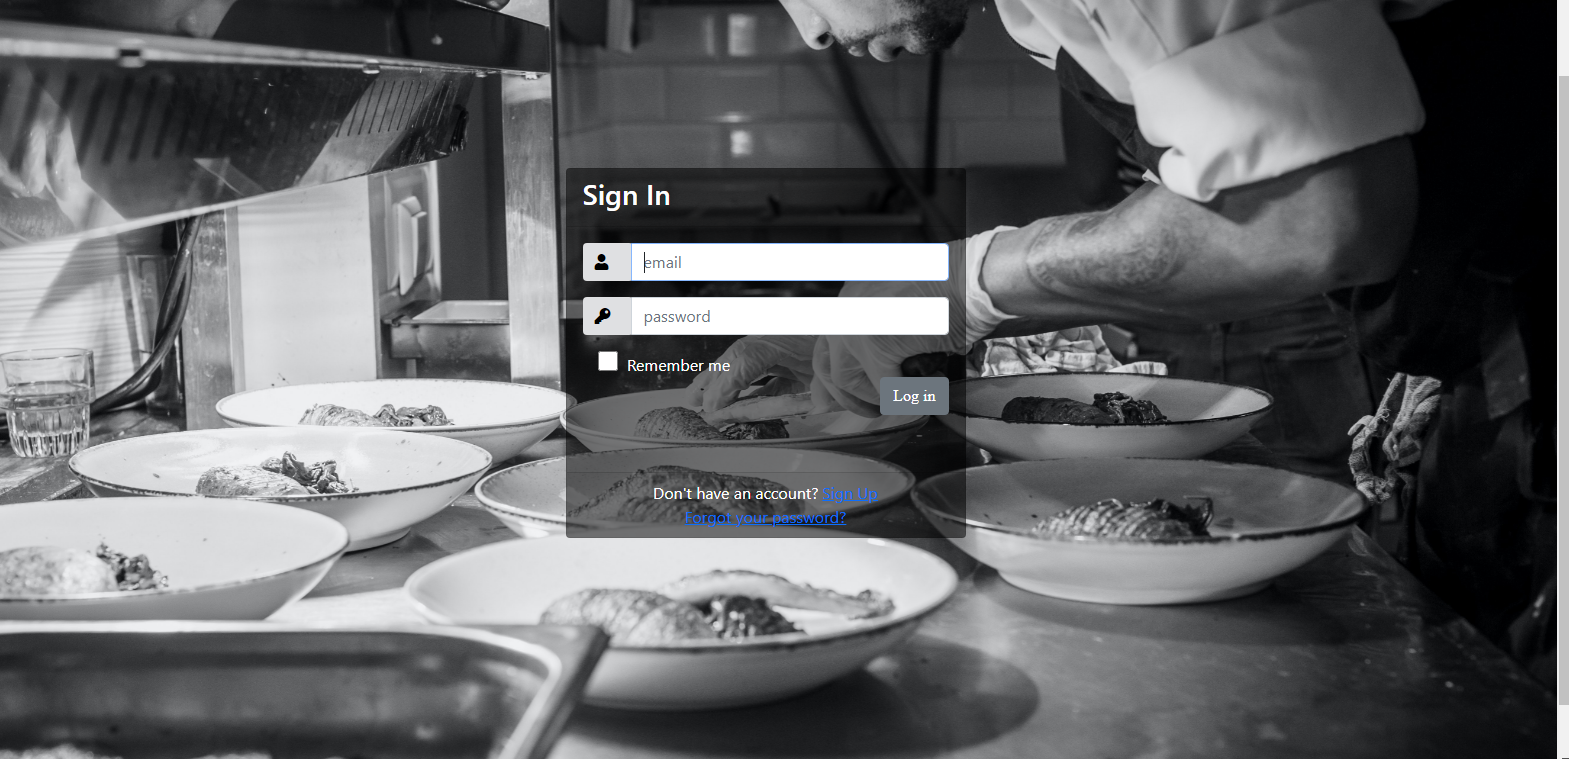 Sign In
email
password
Remember me
Log in
Don't have an account? Sign Up
Forgot your password?